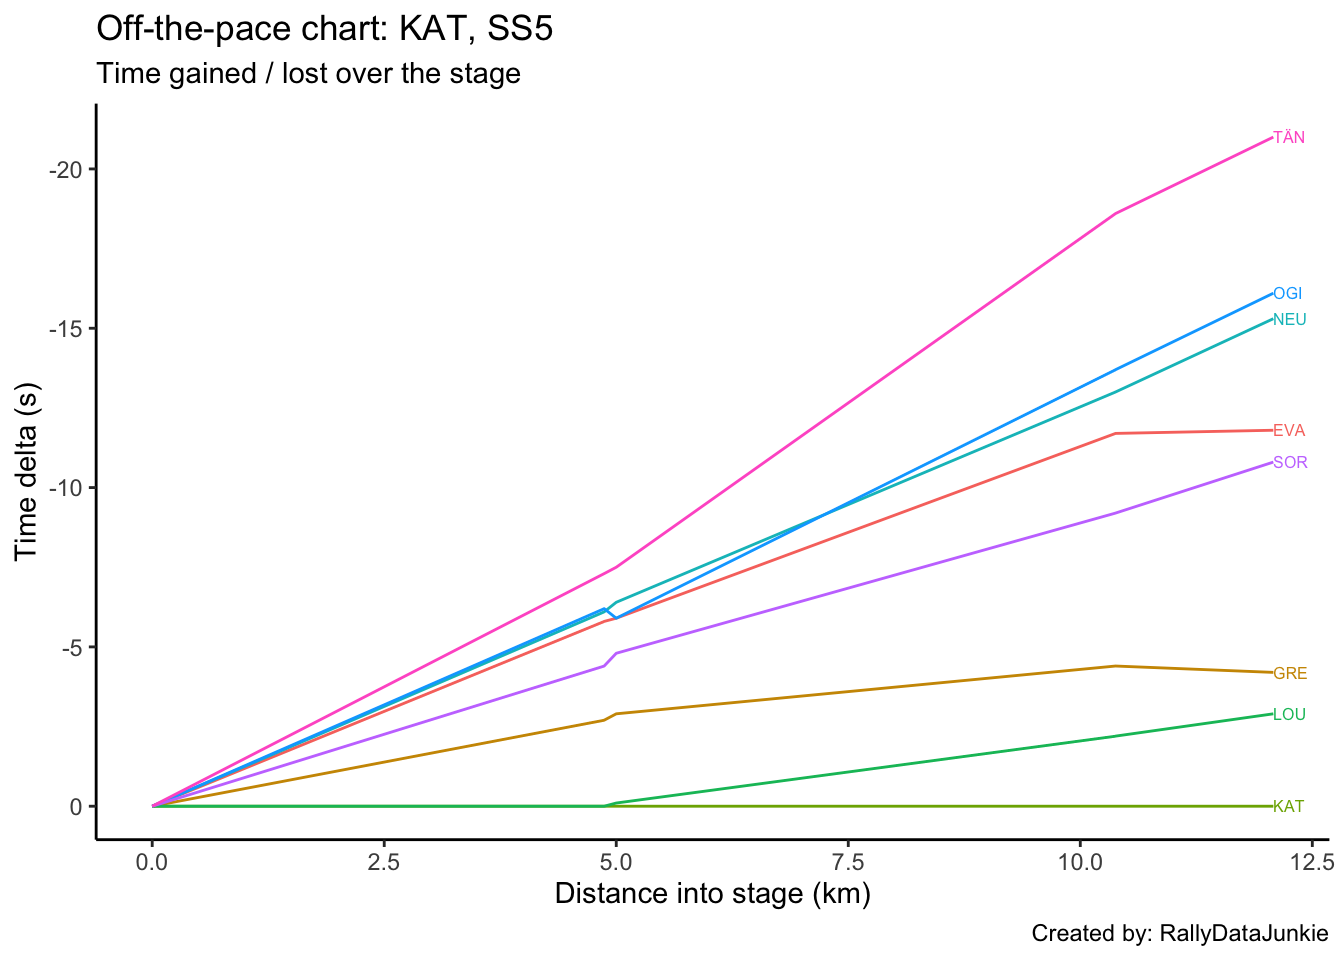 Off-the-pace chart: KAT, SS5
Time gained / lost over the stage
Time delta (s)
-20
-15
-10
-5
0
TÄN
OGI
NEU
EVA
SOR
GRE
LOU
KAT
0.0 2.5 5.0 7.5 10.0 12.5
Distance into stage (km)
Created by: RallyDataJunkie